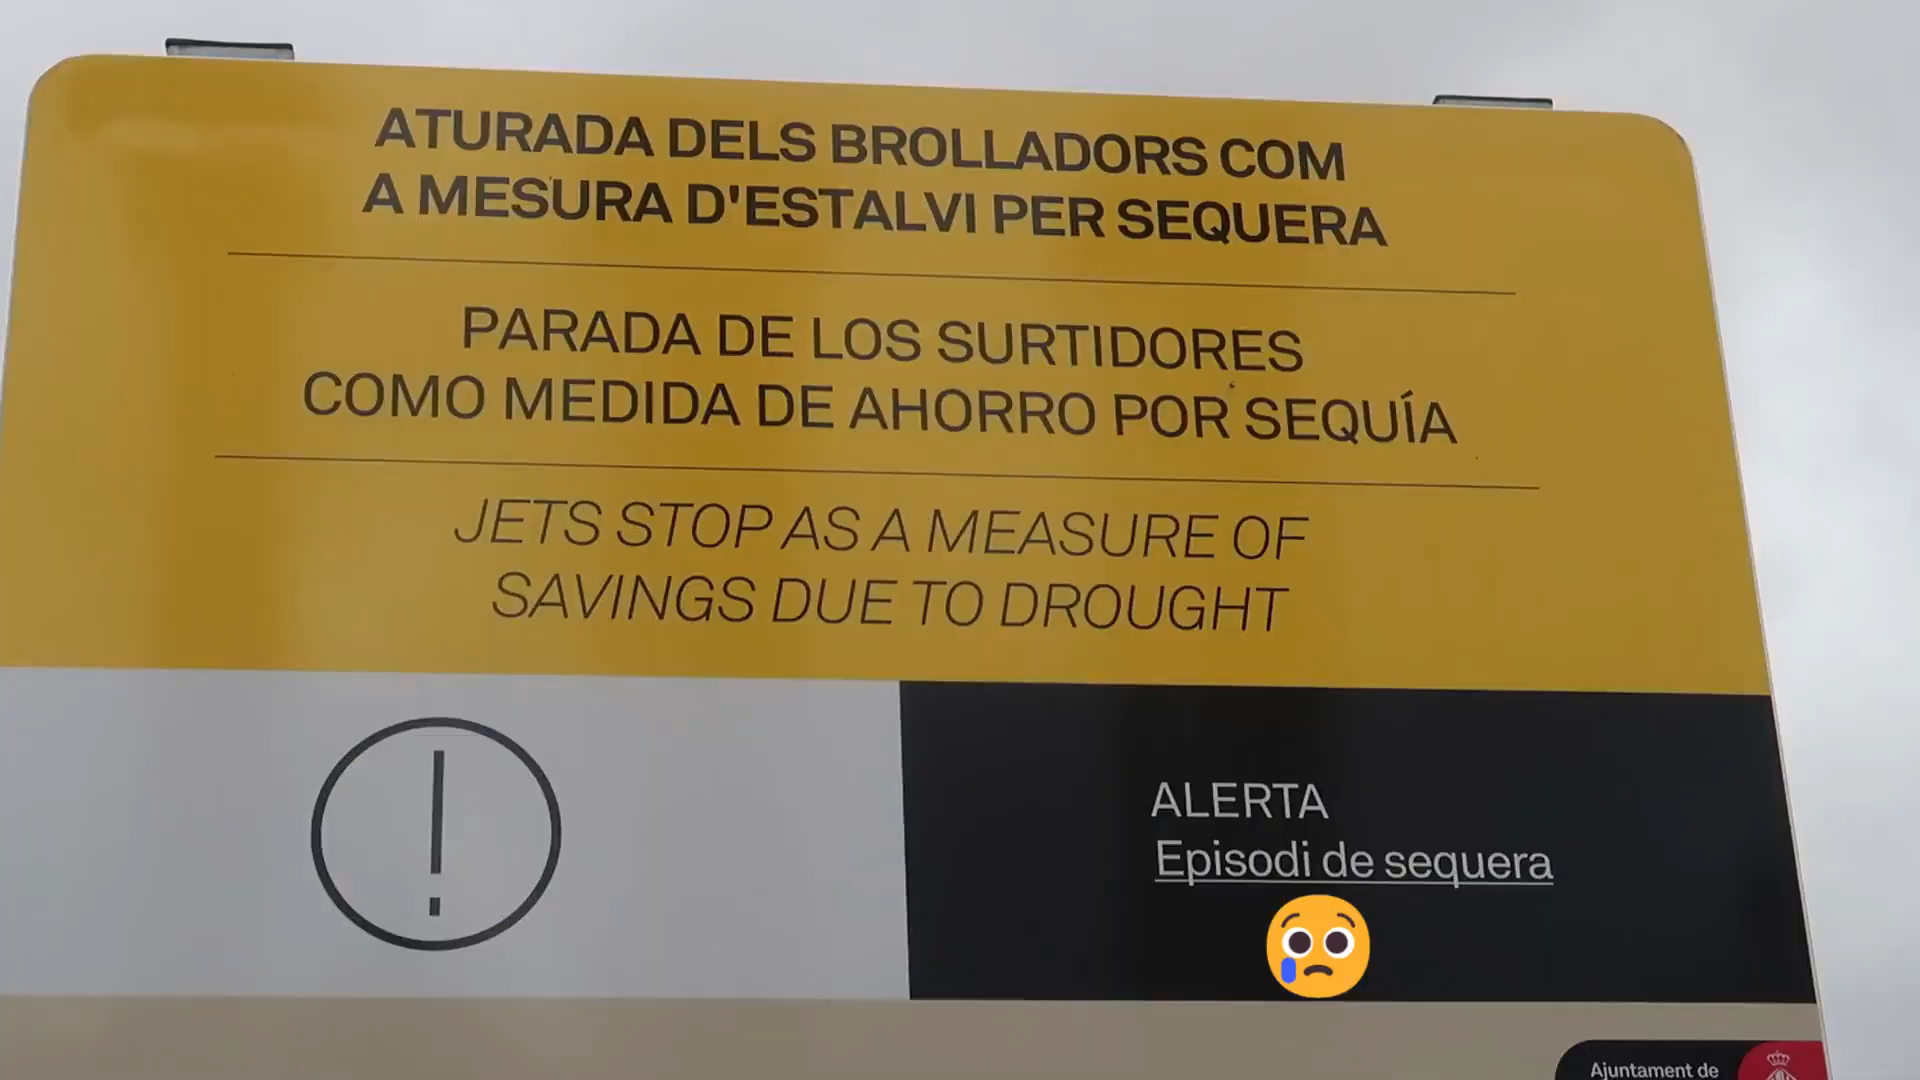 ATURADA DELS BROLLADORS COM
A MESURA D'ESTALVI PER SEQUERA
PARADA DE LOS SURTIDORES
COMO MEDIDA DE AHORRO POR SEQUÍA
JETS STOP AS A MEASURE OF
SAVINGS DUE TO DROUGHT
!
ALERTA
Episodi de sequera
Ajuntament de